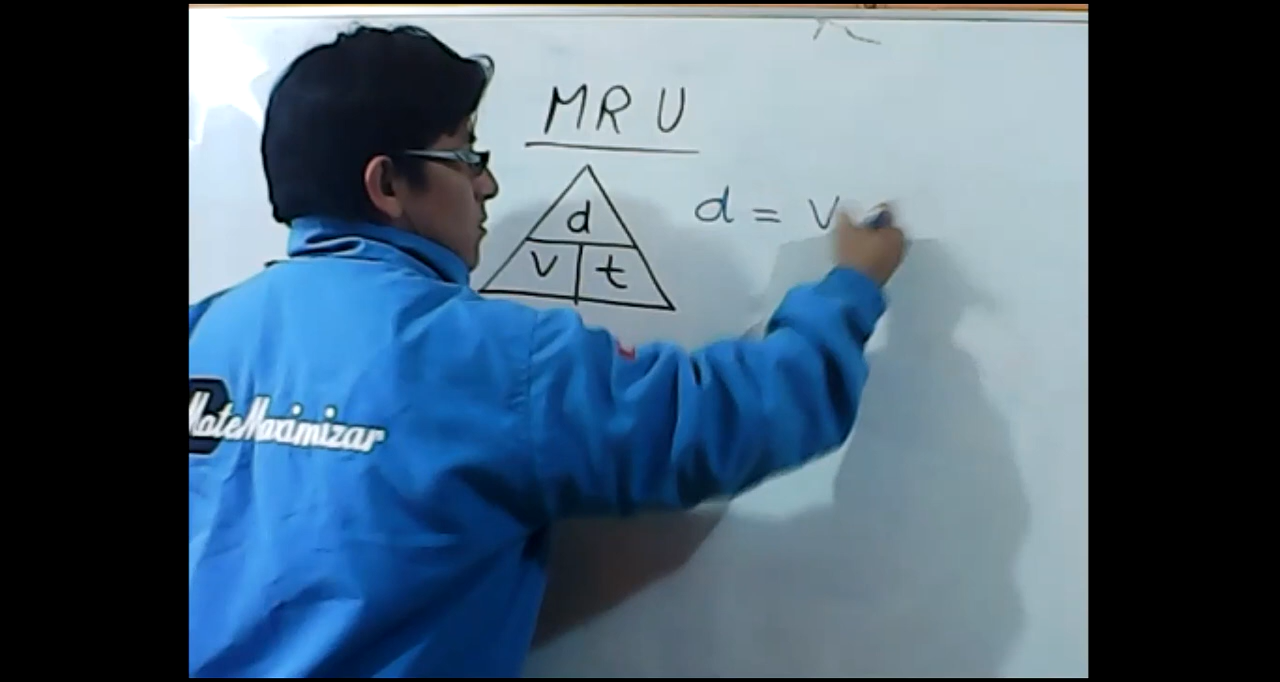 MRU
d
d = v
v t
MateMaximizar